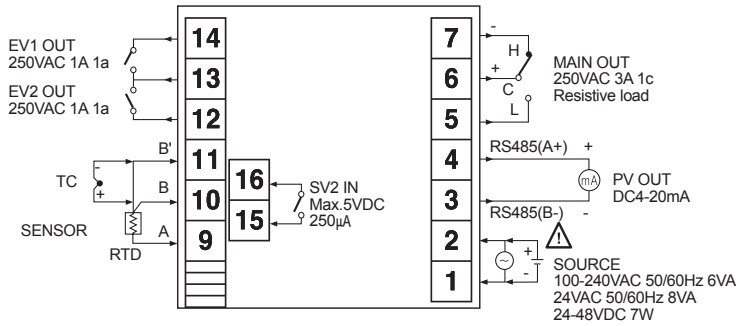 EV1 OUT
250VAC 1A 1a
EV2 OUT
250VAC 1A 1a
14
13
12
B'
11
- TC +
B
10
SENSOR
A
9
RTD
16
15
SV2 IN
Max.5VDC
250µA
7
-
H
6
+
C
5
L
MAIN OUT
250VAC 3A 1c
Resistive load
4
RS485(A+) +
mA
PV OUT
DC4-20mA
3
RS485(B-) -
2
1
~
+
-
!
SOURCE
100-240VAC 50/60Hz 6VA
24VAC 50/60Hz 8VA
24-48VDC 7W